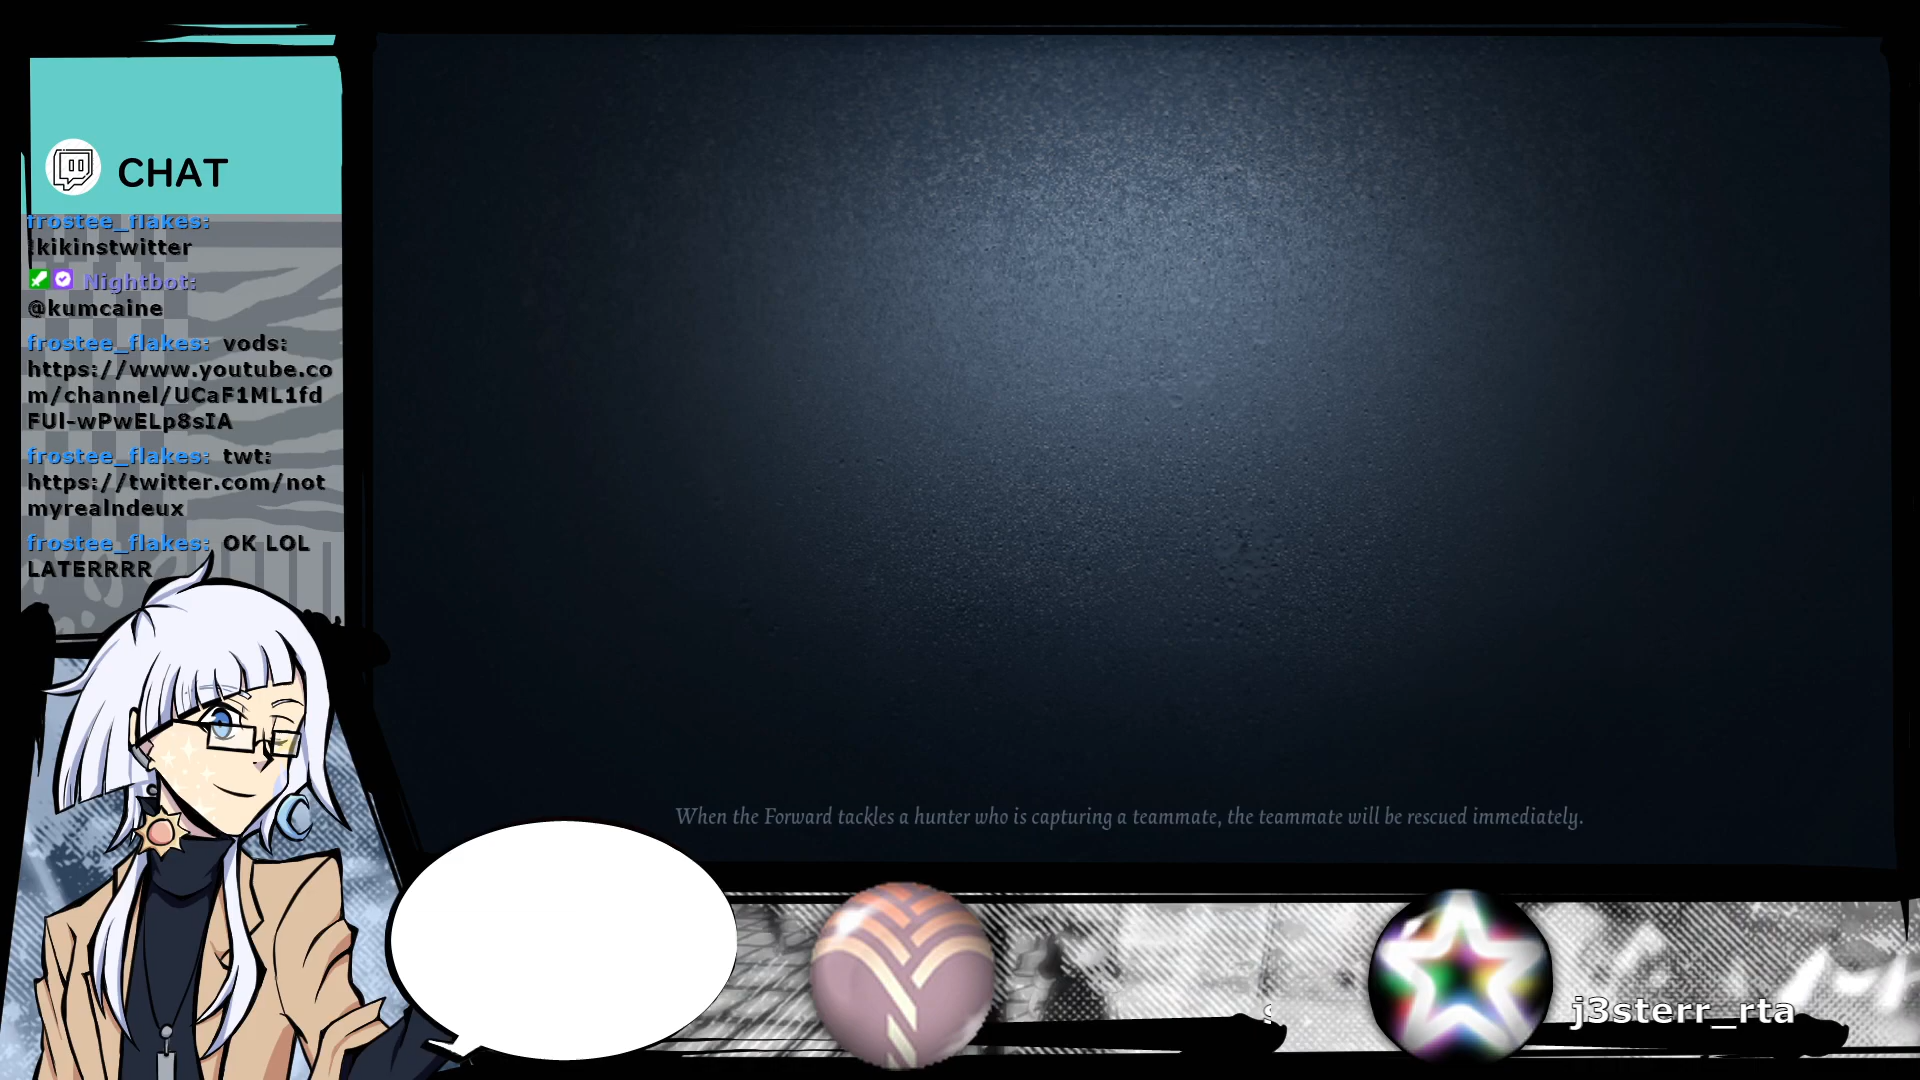 CHAT
frostee_flakes:
!kikinstwitter
Nightbot:
@kumcaine
frostee_flakes: vods:
https://www.youtube.co
m/channel/UCaF1ML1fd
FUl-wPwELp8sIA
frostee_flakes: twt:
https://twitter.com/not
myrealndeux
frostee_flakes: OK LOL
LATERRRR
When the Forward tackles a hunter who is capturing a teammate, the teammate will be rescued immediately.
j3sterr_rta